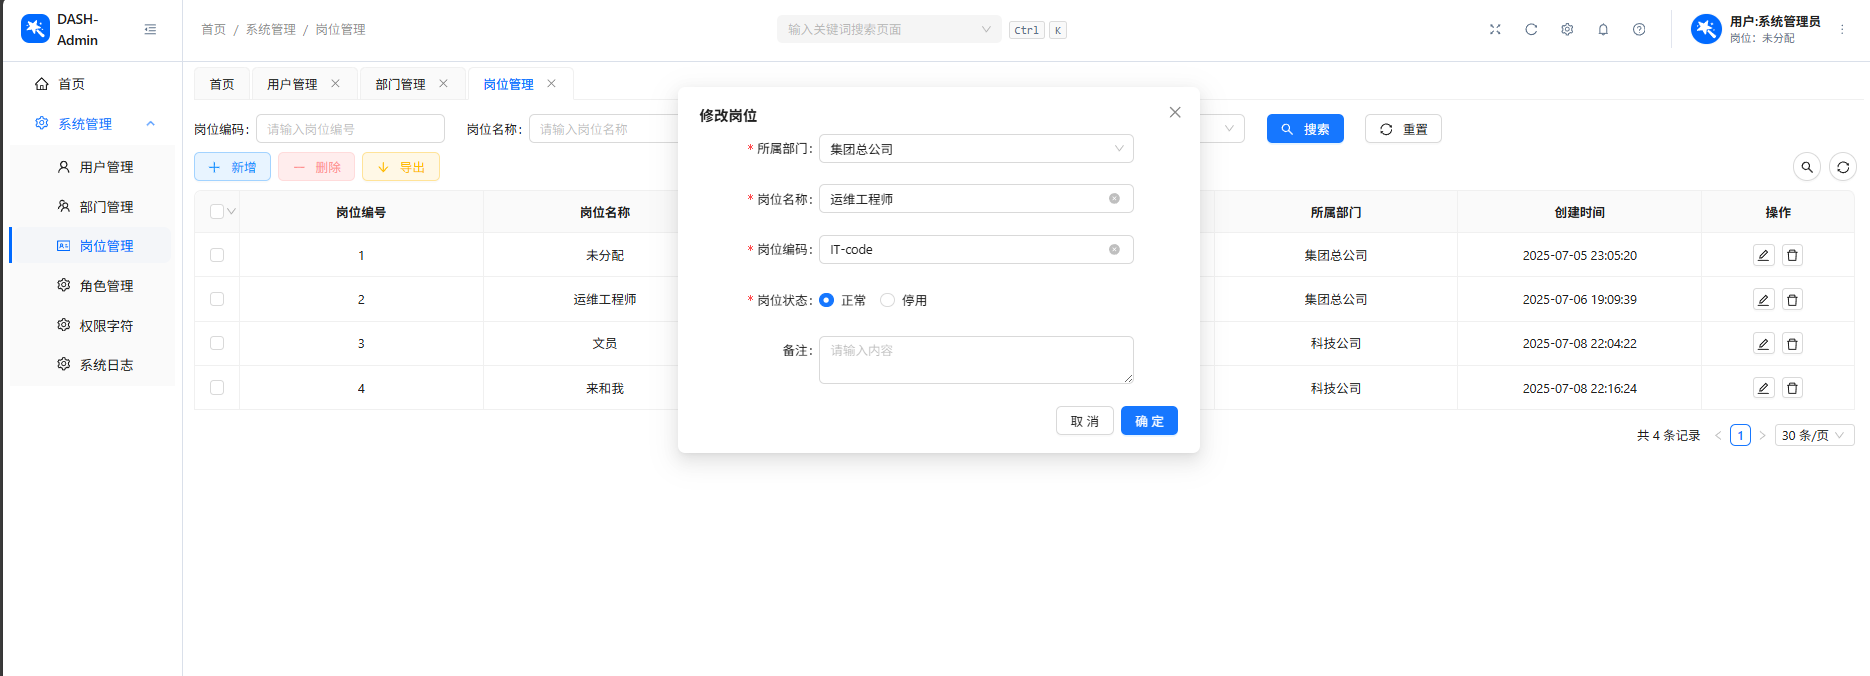 DASH-
Admin
首页 / 系统管理 / 岗位管理
输入关键词搜索页面
Ctrl K
用户:系统管理员
岗位：未分配
首页
系统管理
用户管理
部门管理
岗位管理
角色管理
权限字符
系统日志
首页 用户管理 部门管理 岗位管理
岗位编码： 请输入岗位编号 岗位名称： 请输入岗位名称 搜索 重置
新增 删除 导出
岗位编号 岗位名称 所属部门 创建时间 操作
1 未分配 集团总公司 2025-07-05 23:05:20
2 运维工程师 集团总公司 2025-07-06 19:09:39
3 文员 科技公司 2025-07-08 22:04:22
4 来和我 科技公司 2025-07-08 22:16:24
共 4 条记录 1 30 条/页
修改岗位
* 所属部门： 集团总公司
* 岗位名称： 运维工程师
* 岗位编码： IT-code
* 岗位状态： 正常 停用
备注： 请输入内容
取 消 确 定